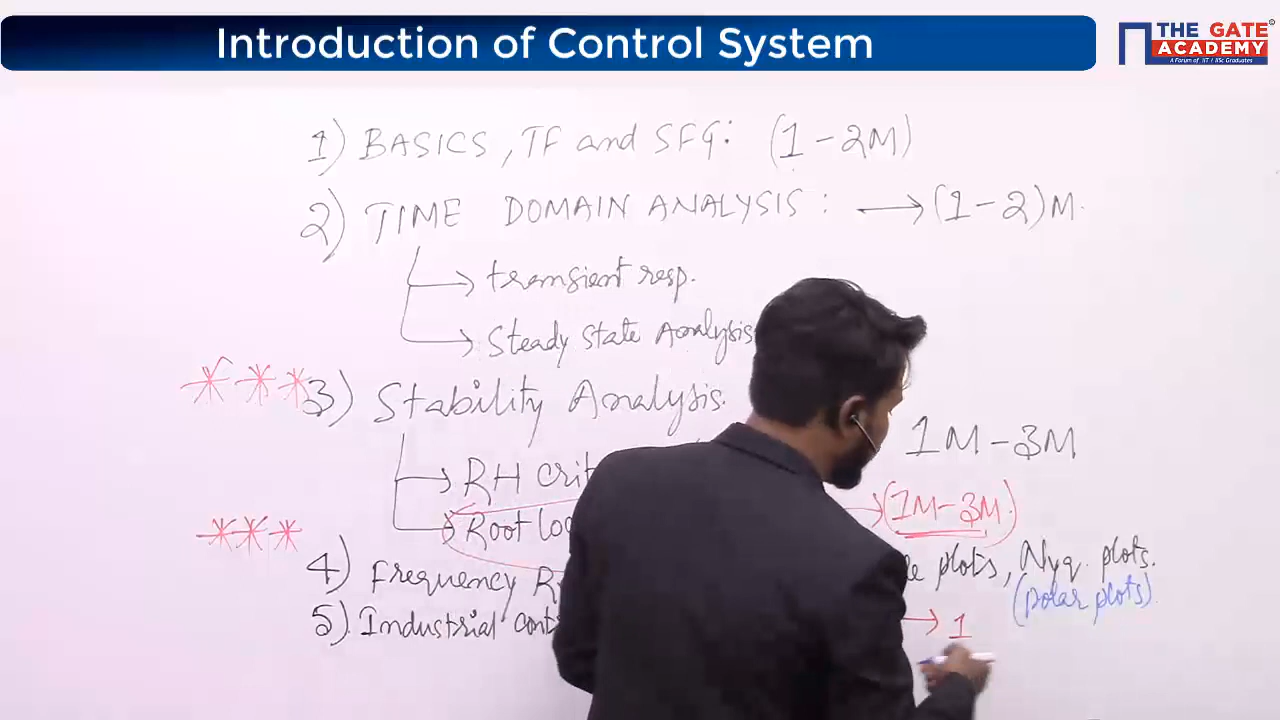 Introduction of Control System
THE GATE ACADEMY
A Forum of IIT / IISc Graduates
1) BASICS, TF and SFG: (1-2M)
2) TIME DOMAIN ANALYSIS: → (1-2)M.
→ transient resp.
→ Steady State Analysis
*** 3) Stability Analysis. 1M-3M
→ RH crit
→ Root loc → (1M-3M.)
*** 4) Frequency R plots, Nyq. plots.
(polar plots)
5). Industrial cont → 1